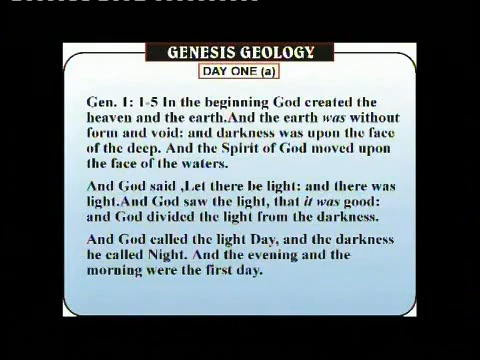 GENESIS GEOLOGY
DAY ONE (a)
Gen. 1: 1-5 In the beginning God created the
heaven and the earth.And the earth was without
form and void: and darkness was upon the face
of the deep. And the Spirit of God moved upon
the face of the waters.
And God said ,Let there be light: and there was
light.And God saw the light, that it was good:
and God divided the light from the darkness.
And God called the light Day, and the darkness
he called Night. And the evening and the
morning were the first day.